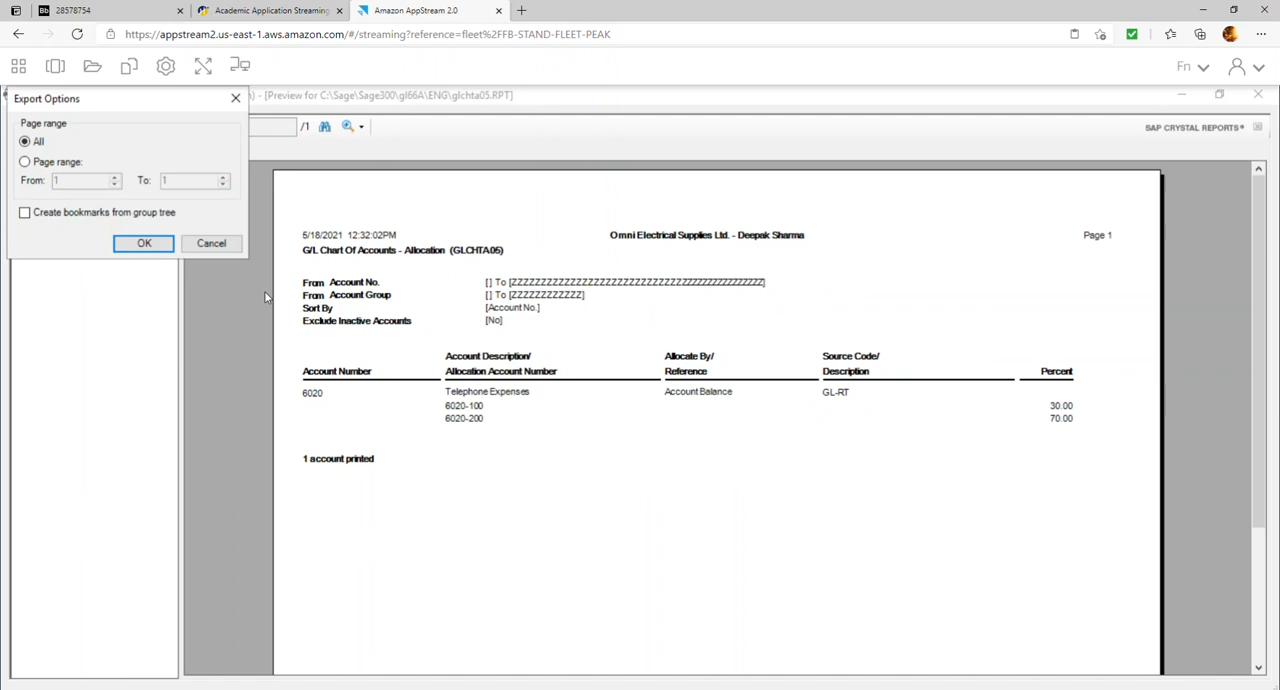 28578754
Academic Application Streaming
Amazon AppStream 2.0
https://appstream2.us-east-1.aws.amazon.com/#/streaming?reference=fleet%2FFB-STAND-FLEET-PEAK
Fn
Export Options
) - [Preview for C:\Sage\Sage300\gl66A\ENG\glchta05.RPT]
Page range
All
Page range:
From: 1 To: 1
Create bookmarks from group tree
OK Cancel
/1
SAP CRYSTAL REPORTS®
5/18/2021 12:32:02PM Omni Electrical Supplies Ltd. - Deepak Sharma Page 1
G/L Chart Of Accounts - Allocation (GLCHTA05)
From Account No. [] To [ZZZZZZZZZZZZZZZZZZZZZZZZZZZZZZZZZZZZZZZZZZZZZ]
From Account Group [] To [ZZZZZZZZZZZZ]
Sort By [Account No.]
Exclude Inactive Accounts [No]
Account Description/ Allocate By/ Source Code/
Account Number Allocation Account Number Reference Description Percent
6020 Telephone Expenses Account Balance GL-RT
6020-100 30.00
6020-200 70.00
1 account printed